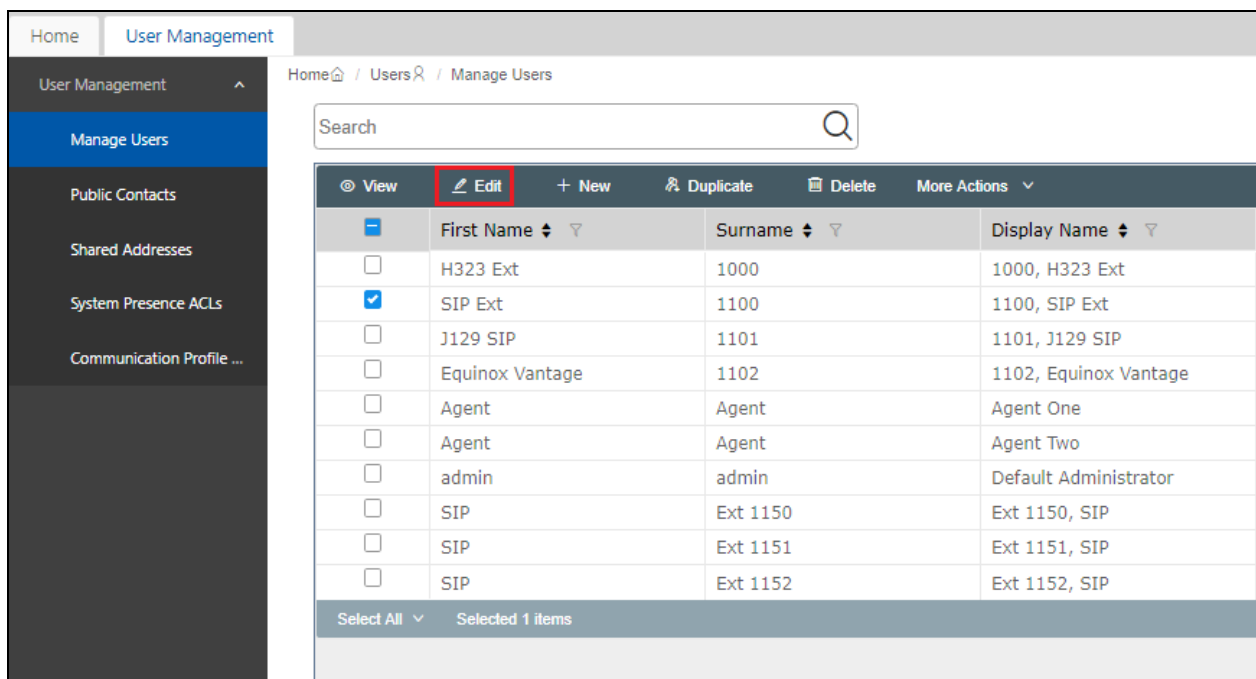 Home User Management
User Management
Home / Users / Manage Users
Manage Users
Public Contacts
Shared Addresses
System Presence ACLs
Communication Profile ...
Search
View Edit + New Duplicate Delete More Actions
First Name Surname Display Name
H323 Ext 1000 1000, H323 Ext
SIP Ext 1100 1100, SIP Ext
J129 SIP 1101 1101, J129 SIP
Equinox Vantage 1102 1102, Equinox Vantage
Agent Agent Agent One
Agent Agent Agent Two
admin admin Default Administrator
SIP Ext 1150 Ext 1150, SIP
SIP Ext 1151 Ext 1151, SIP
SIP Ext 1152 Ext 1152, SIP
Select All Selected 1 items